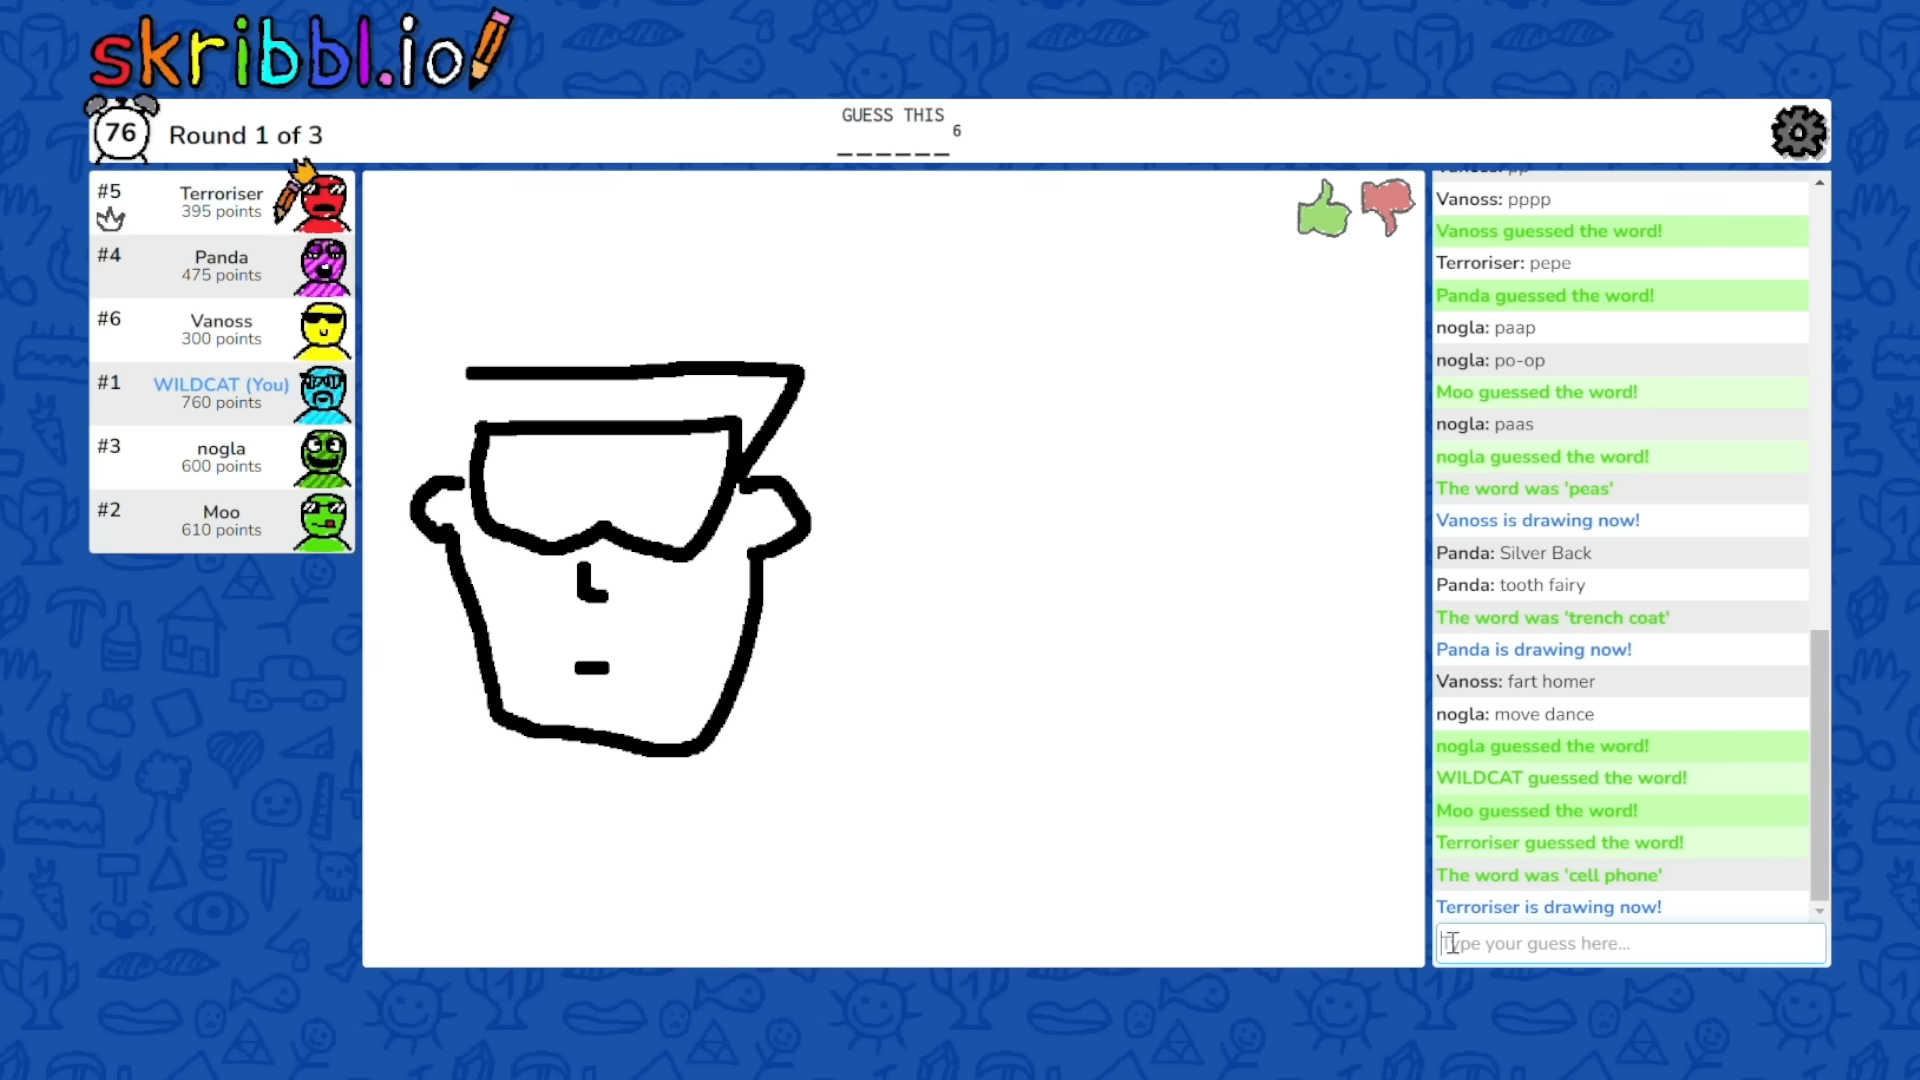 skribbl.io
76
Round 1 of 3
GUESS THIS
6
______
#5
Terroriser
395 points
#4
Panda
475 points
#6
Vanoss
300 points
#1
WILDCAT (You)
760 points
#3
nogla
600 points
#2
Moo
610 points
Vanoss: pp
Vanoss: pppp
Vanoss guessed the word!
Terroriser: pepe
Panda guessed the word!
nogla: paap
nogla: po-op
Moo guessed the word!
nogla: paas
nogla guessed the word!
The word was 'peas'
Vanoss is drawing now!
Panda: Silver Back
Panda: tooth fairy
The word was 'trench coat'
Panda is drawing now!
Vanoss: fart homer
nogla: move dance
nogla guessed the word!
WILDCAT guessed the word!
Moo guessed the word!
Terroriser guessed the word!
The word was 'cell phone'
Terroriser is drawing now!
Type your guess here...